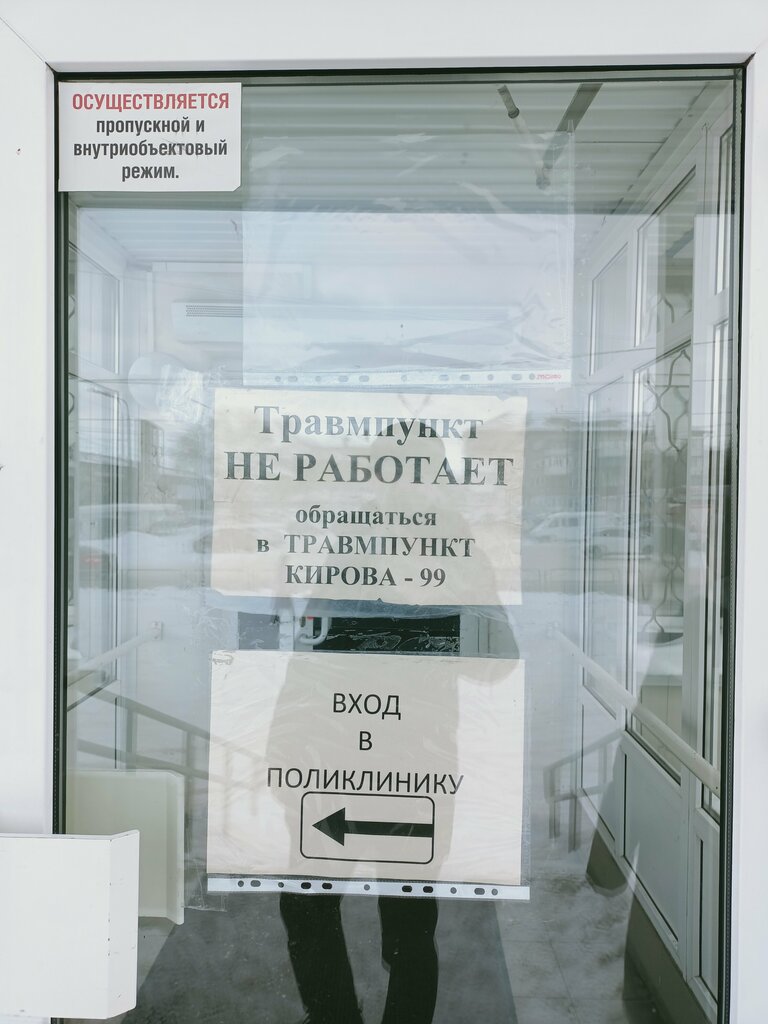 ОСУЩЕСТВЛЯЕТСЯ
пропускной и
внутриобъектовый
режим.
Травмпункт
НЕ РАБОТАЕТ
обращаться
в ТРАВМПУНКТ
КИРОВА - 99
ВХОД
В
ПОЛИКЛИНИКУ